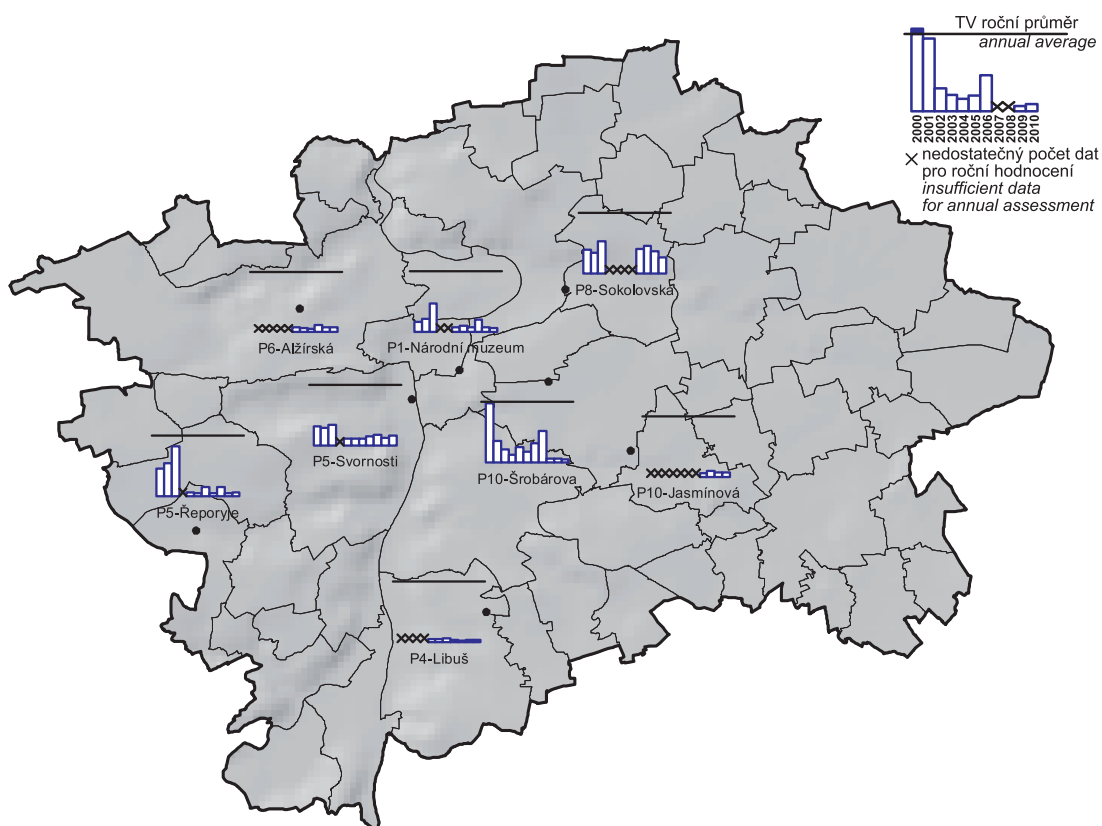 TV roční průměr
annual average
2000
2001
2002
2003
2004
2005
2006
2007
2008
2009
2010
× nedostatečný počet dat
pro roční hodnocení
insufficient data
for annual assessment
P8-Sokolovská
P6-Alžírská
P1-Národní muzeum
P5-Svornosti
P10-Šrobárova
P10-Jasmínová
P5-Řeporyje
P4-Libuš